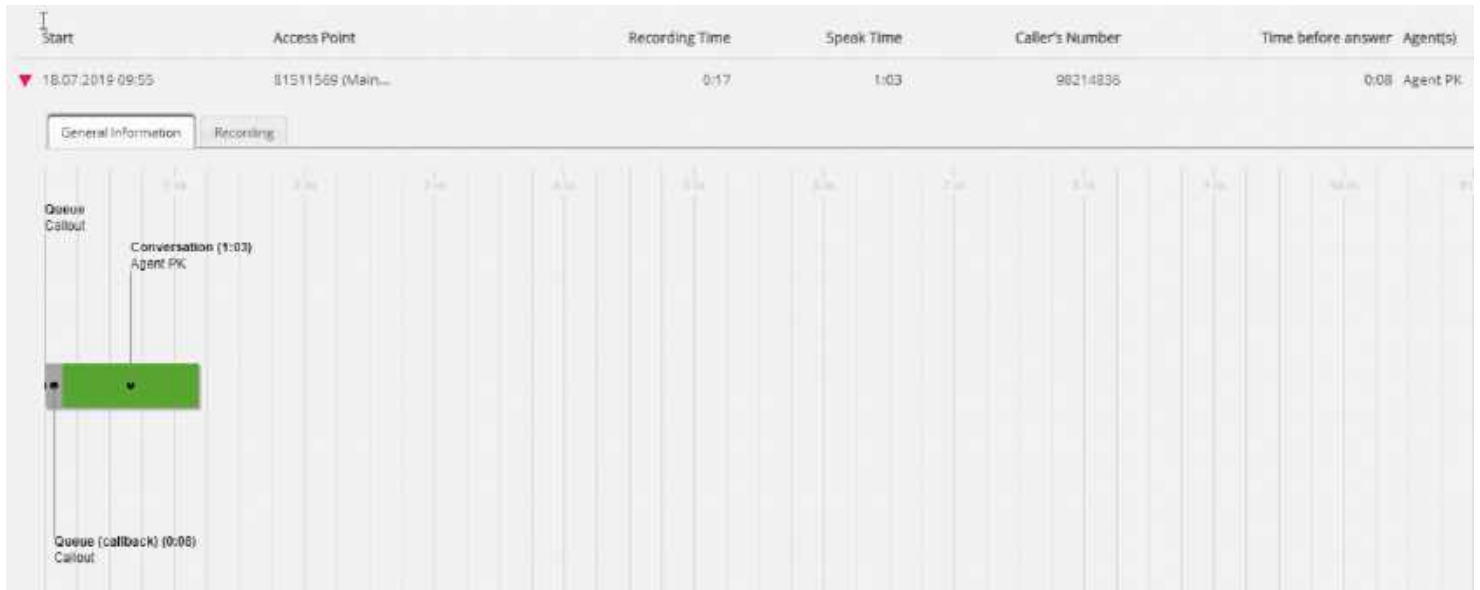 Start Access Point Recording Time Speak Time Caller's Number Time before answer Agent(s)
18.07.2019 09:55 81511569 (Main... 0:17 1:03 98214836 0:08 Agent PK
General Information Recording
Queue
Callout
Conversation (1:03)
Agent PK
Queue (callback) (0:08)
Callout